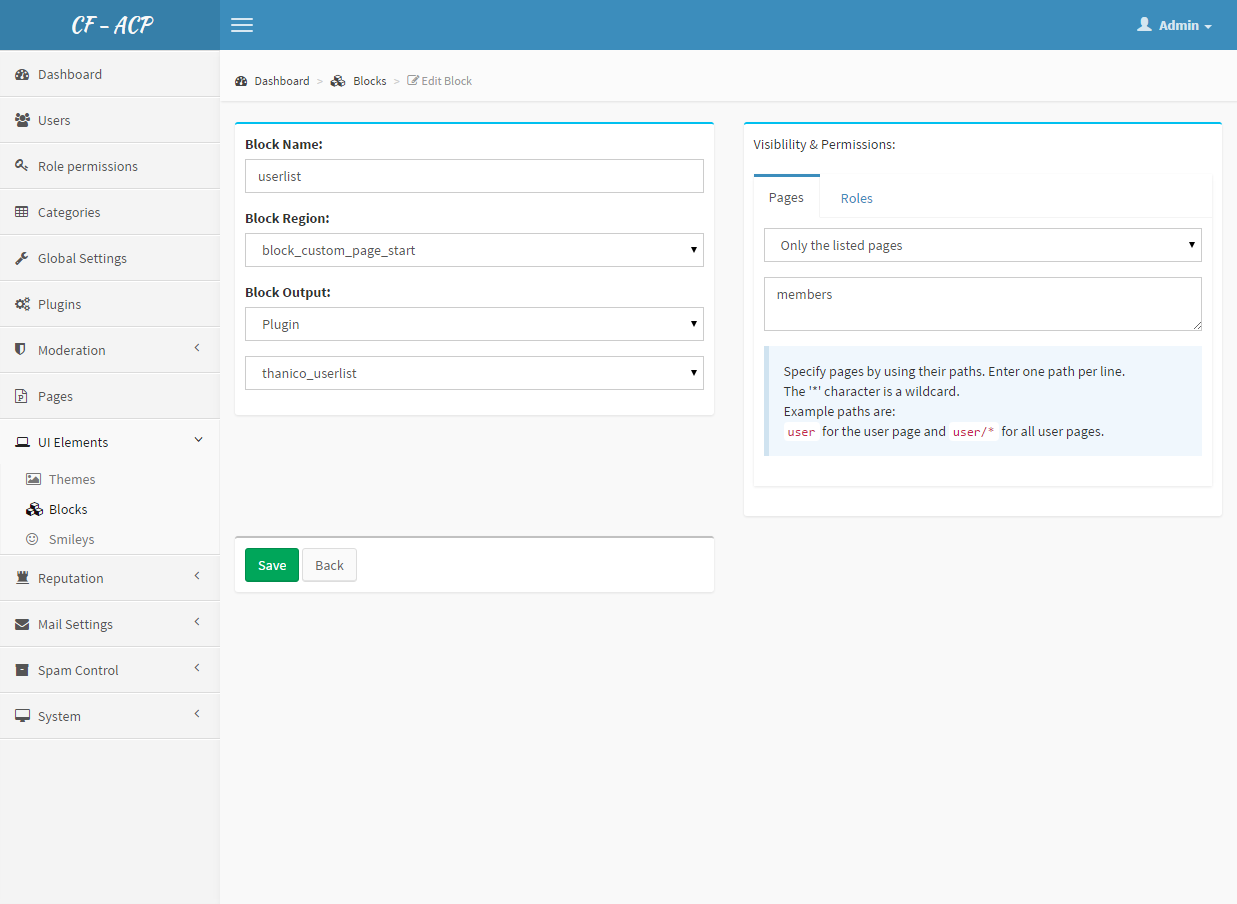 CF - ACP
Admin
Dashboard
Users
Role permissions
Categories
Global Settings
Plugins
Moderation
Pages
UI Elements
Themes
Blocks
Smileys
Reputation
Mail Settings
Spam Control
System
Dashboard > Blocks > Edit Block
Block Name:
userlist
Block Region:
block_custom_page_start
Block Output:
Plugin
thanico_userlist
Visiblility & Permissions:
Pages Roles
Only the listed pages
members
Specify pages by using their paths. Enter one path per line.
The '*' character is a wildcard.
Example paths are:
user for the user page and user/* for all user pages.
Save Back